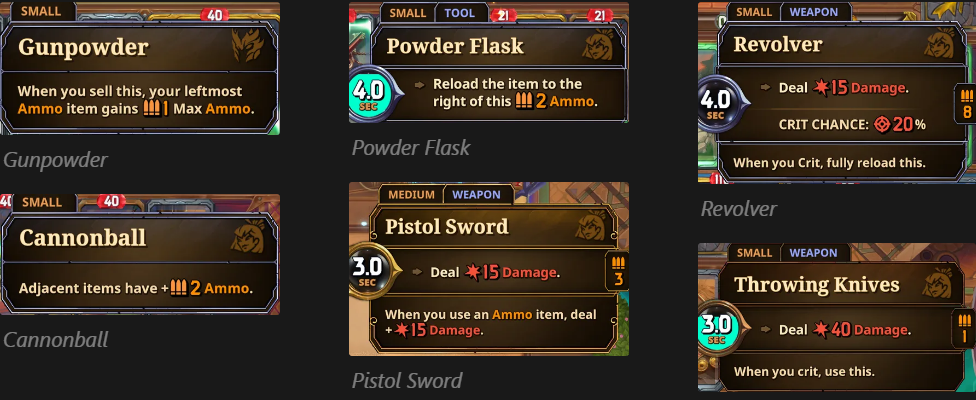 40
SMALL
Gunpowder
When you sell this, your leftmost
Ammo item gains 1 Max Ammo.
Gunpowder
40
SMALL
40
Cannonball
Adjacent items have + 2 Ammo.
Cannonball
SMALL TOOL
21
21
Powder Flask
4.0
SEC
Reload the item to the
right of this 2 Ammo.
Powder Flask
MEDIUM WEAPON
Pistol Sword
3.0
SEC
Deal 15 Damage.
3
When you use an Ammo item, deal
+ 15 Damage.
Pistol Sword
SMALL WEAPON
Revolver
4.0
SEC
Deal 15 Damage.
8
CRIT CHANCE: 20%
When you Crit, fully reload this.
Revolver
SMALL WEAPON
Throwing Knives
3.0
SEC
Deal 40 Damage.
1
When you crit, use this.